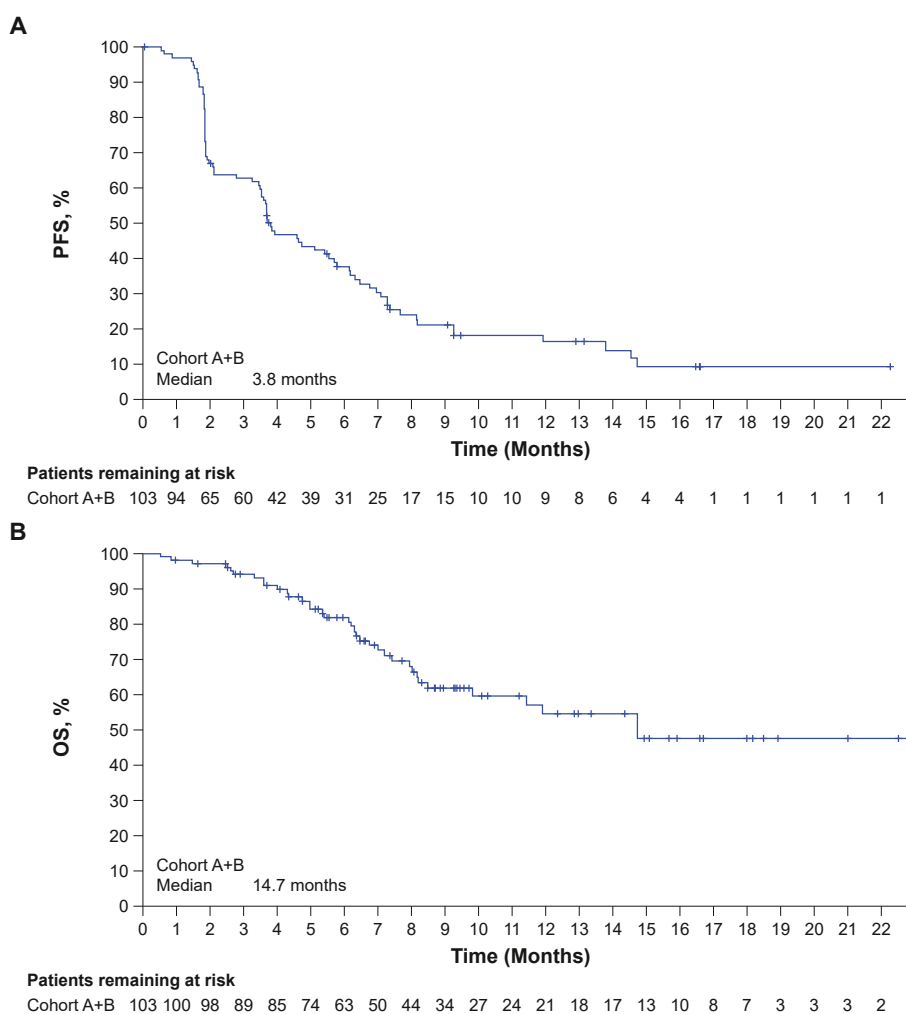 A
100
90
80
70
60
50
40
30
20
10
0
PFS, %
Cohort A+B
Median 3.8 months
0 1 2 3 4 5 6 7 8 9 10 11 12 13 14 15 16 17 18 19 20 21 22
Time (Months)
Patients remaining at risk
Cohort A+B 103 94 65 60 42 39 31 25 17 15 10 10 9 8 6 4 4 1 1 1 1 1 1
B
100
90
80
70
60
50
40
30
20
10
0
OS, %
Cohort A+B
Median 14.7 months
0 1 2 3 4 5 6 7 8 9 10 11 12 13 14 15 16 17 18 19 20 21 22
Time (Months)
Patients remaining at risk
Cohort A+B 103 100 98 89 85 74 63 50 44 34 27 24 21 18 17 13 10 8 7 3 3 3 2